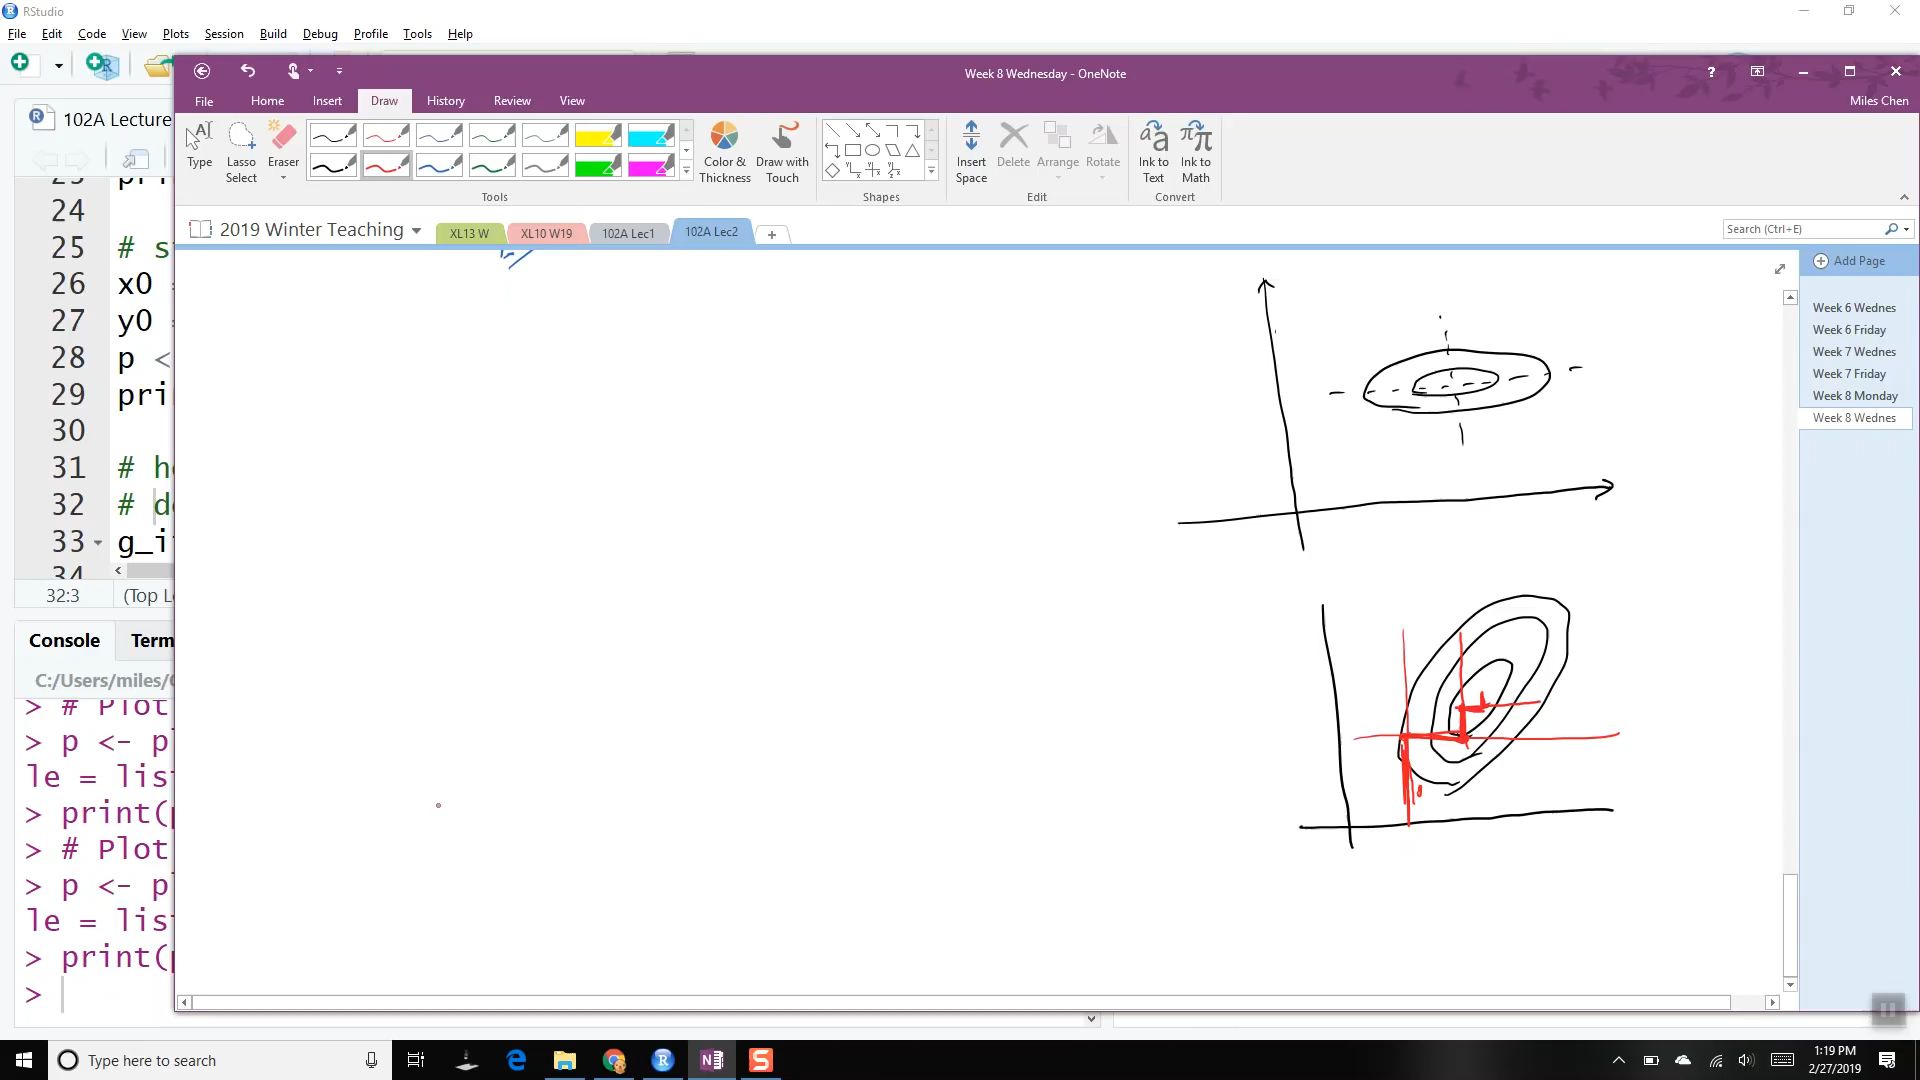 RStudio
File Edit Code View Plots Session Build Debug Profile Tools Help
Week 8 Wednesday - OneNote
File Home Insert Draw History Review View
Miles Chen
Type
Lasso Select
Eraser
Color & Thickness
Draw with Touch
Insert Space
Delete
Arrange
Rotate
Ink to Text
Ink to Math
Tools
Shapes
Edit
Convert
2019 Winter Teaching
XL13 W
XL10 W19
102A Lec1
102A Lec2
Search (Ctrl+E)
Add Page
Week 6 Wednes
Week 6 Friday
Week 7 Wednes
Week 7 Friday
Week 8 Monday
Week 8 Wednes
102A Lecture
pri
24
25 # s
26 x0 =
27 y0 =
28 p <
29 pri
30
31 # h
32 # d
33 g_i
34
32:3 (Top L
Console Term
C:/Users/miles/
> # Plot
> p <- p
le = lis
> print(
> # Plot
> p <- p
le = lis
> print(
>
Type here to search
1:19 PM
2/27/2019